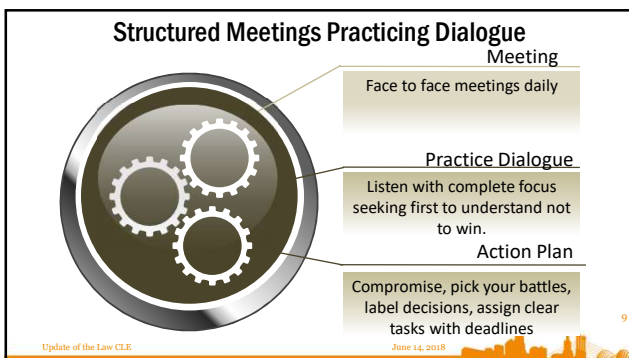 Structured Meetings Practicing Dialogue
Meeting
Face to face meetings daily
Practice Dialogue
Listen with complete focus
seeking first to understand not
to win.
Action Plan
Compromise, pick your battles,
label decisions, assign clear
tasks with deadlines
9
Update of the Law CLE
June 14, 2018